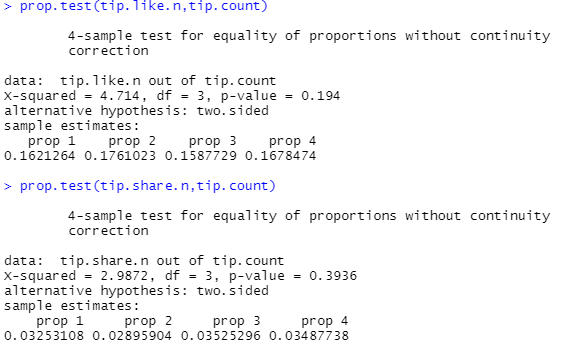 > prop.test(tip.like.n,tip.count)
4-sample test for equality of proportions without continuity
correction
data: tip.like.n out of tip.count
X-squared = 4.714, df = 3, p-value = 0.194
alternative hypothesis: two.sided
sample estimates:
prop 1 prop 2 prop 3 prop 4
0.1621264 0.1761023 0.1587729 0.1678474
> prop.test(tip.share.n,tip.count)
4-sample test for equality of proportions without continuity
correction
data: tip.share.n out of tip.count
X-squared = 2.9872, df = 3, p-value = 0.3936
alternative hypothesis: two.sided
sample estimates:
prop 1 prop 2 prop 3 prop 4
0.03253108 0.02895904 0.03525296 0.03487738